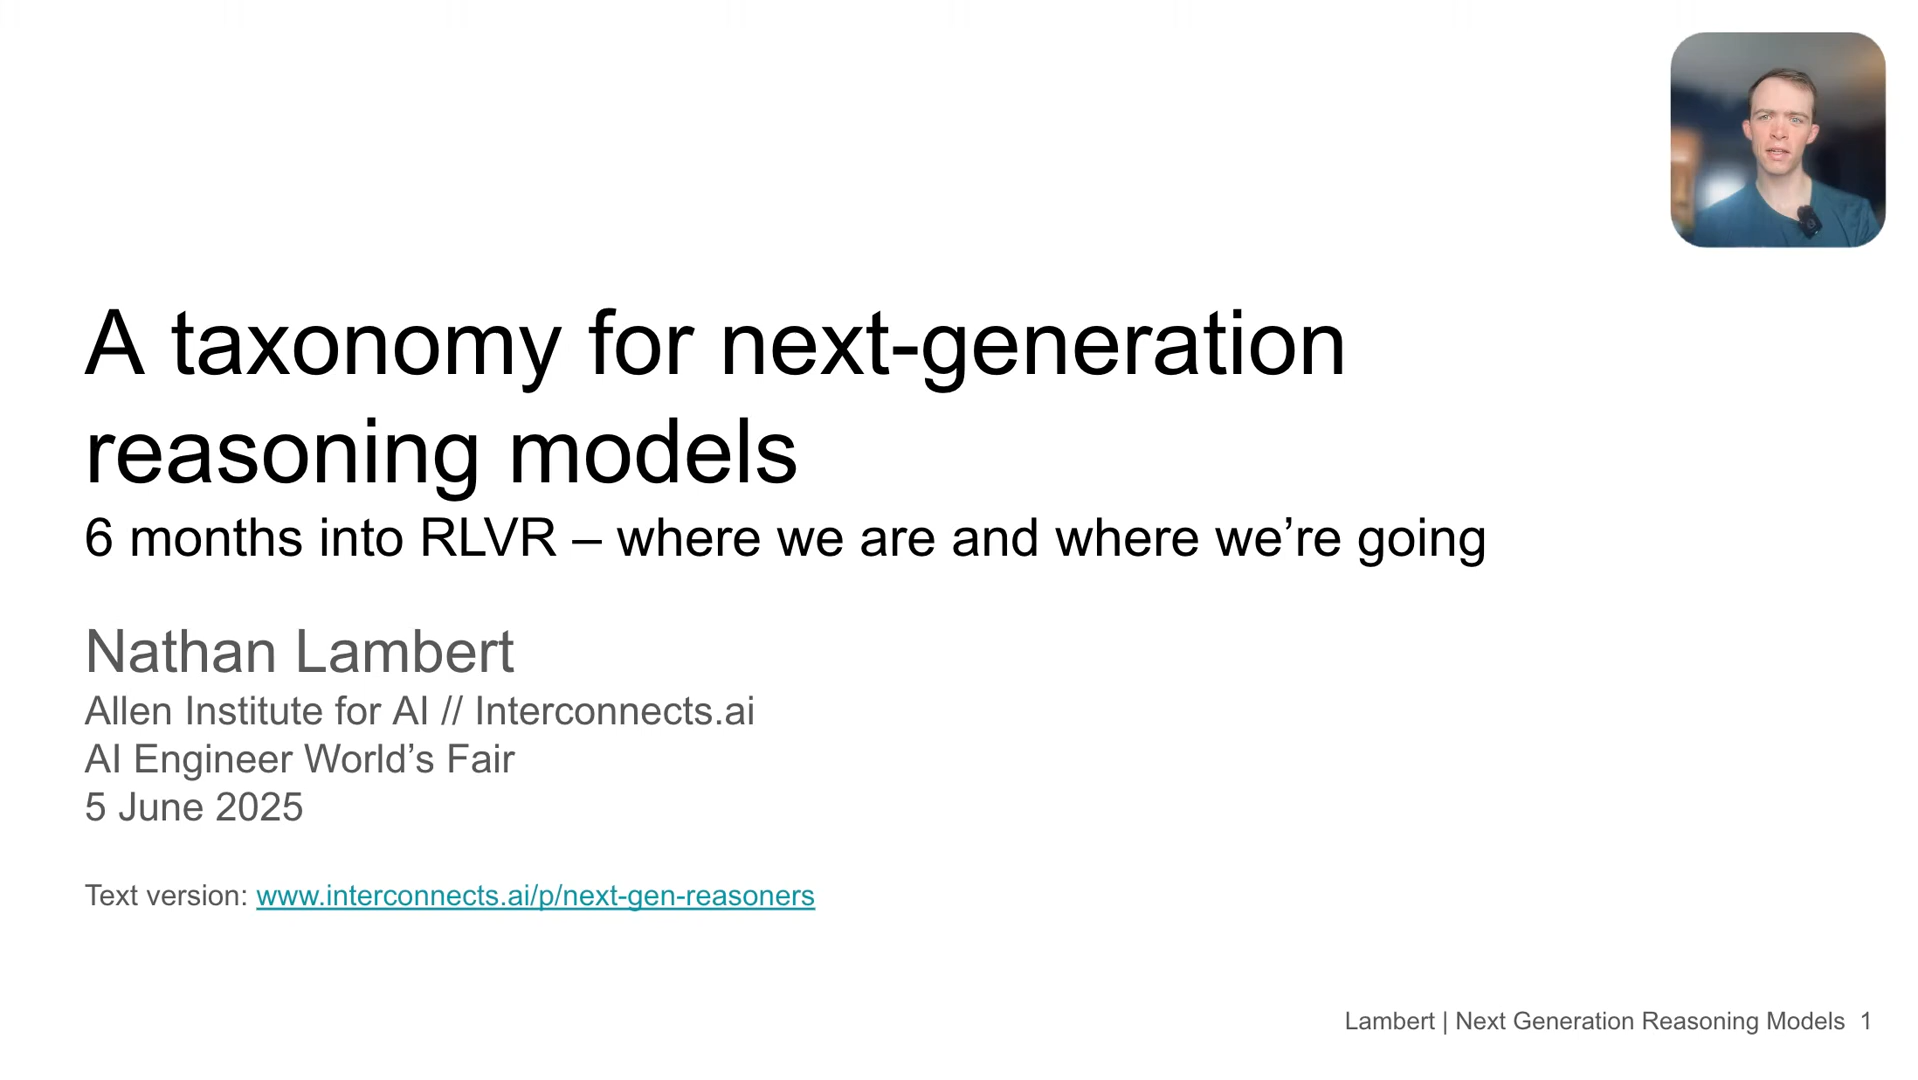 A taxonomy for next-generation
reasoning models
6 months into RLVR – where we are and where we’re going
Nathan Lambert
Allen Institute for AI // Interconnects.ai
AI Engineer World’s Fair
5 June 2025
Text version: www.interconnects.ai/p/next-gen-reasoners
Lambert | Next Generation Reasoning Models 1